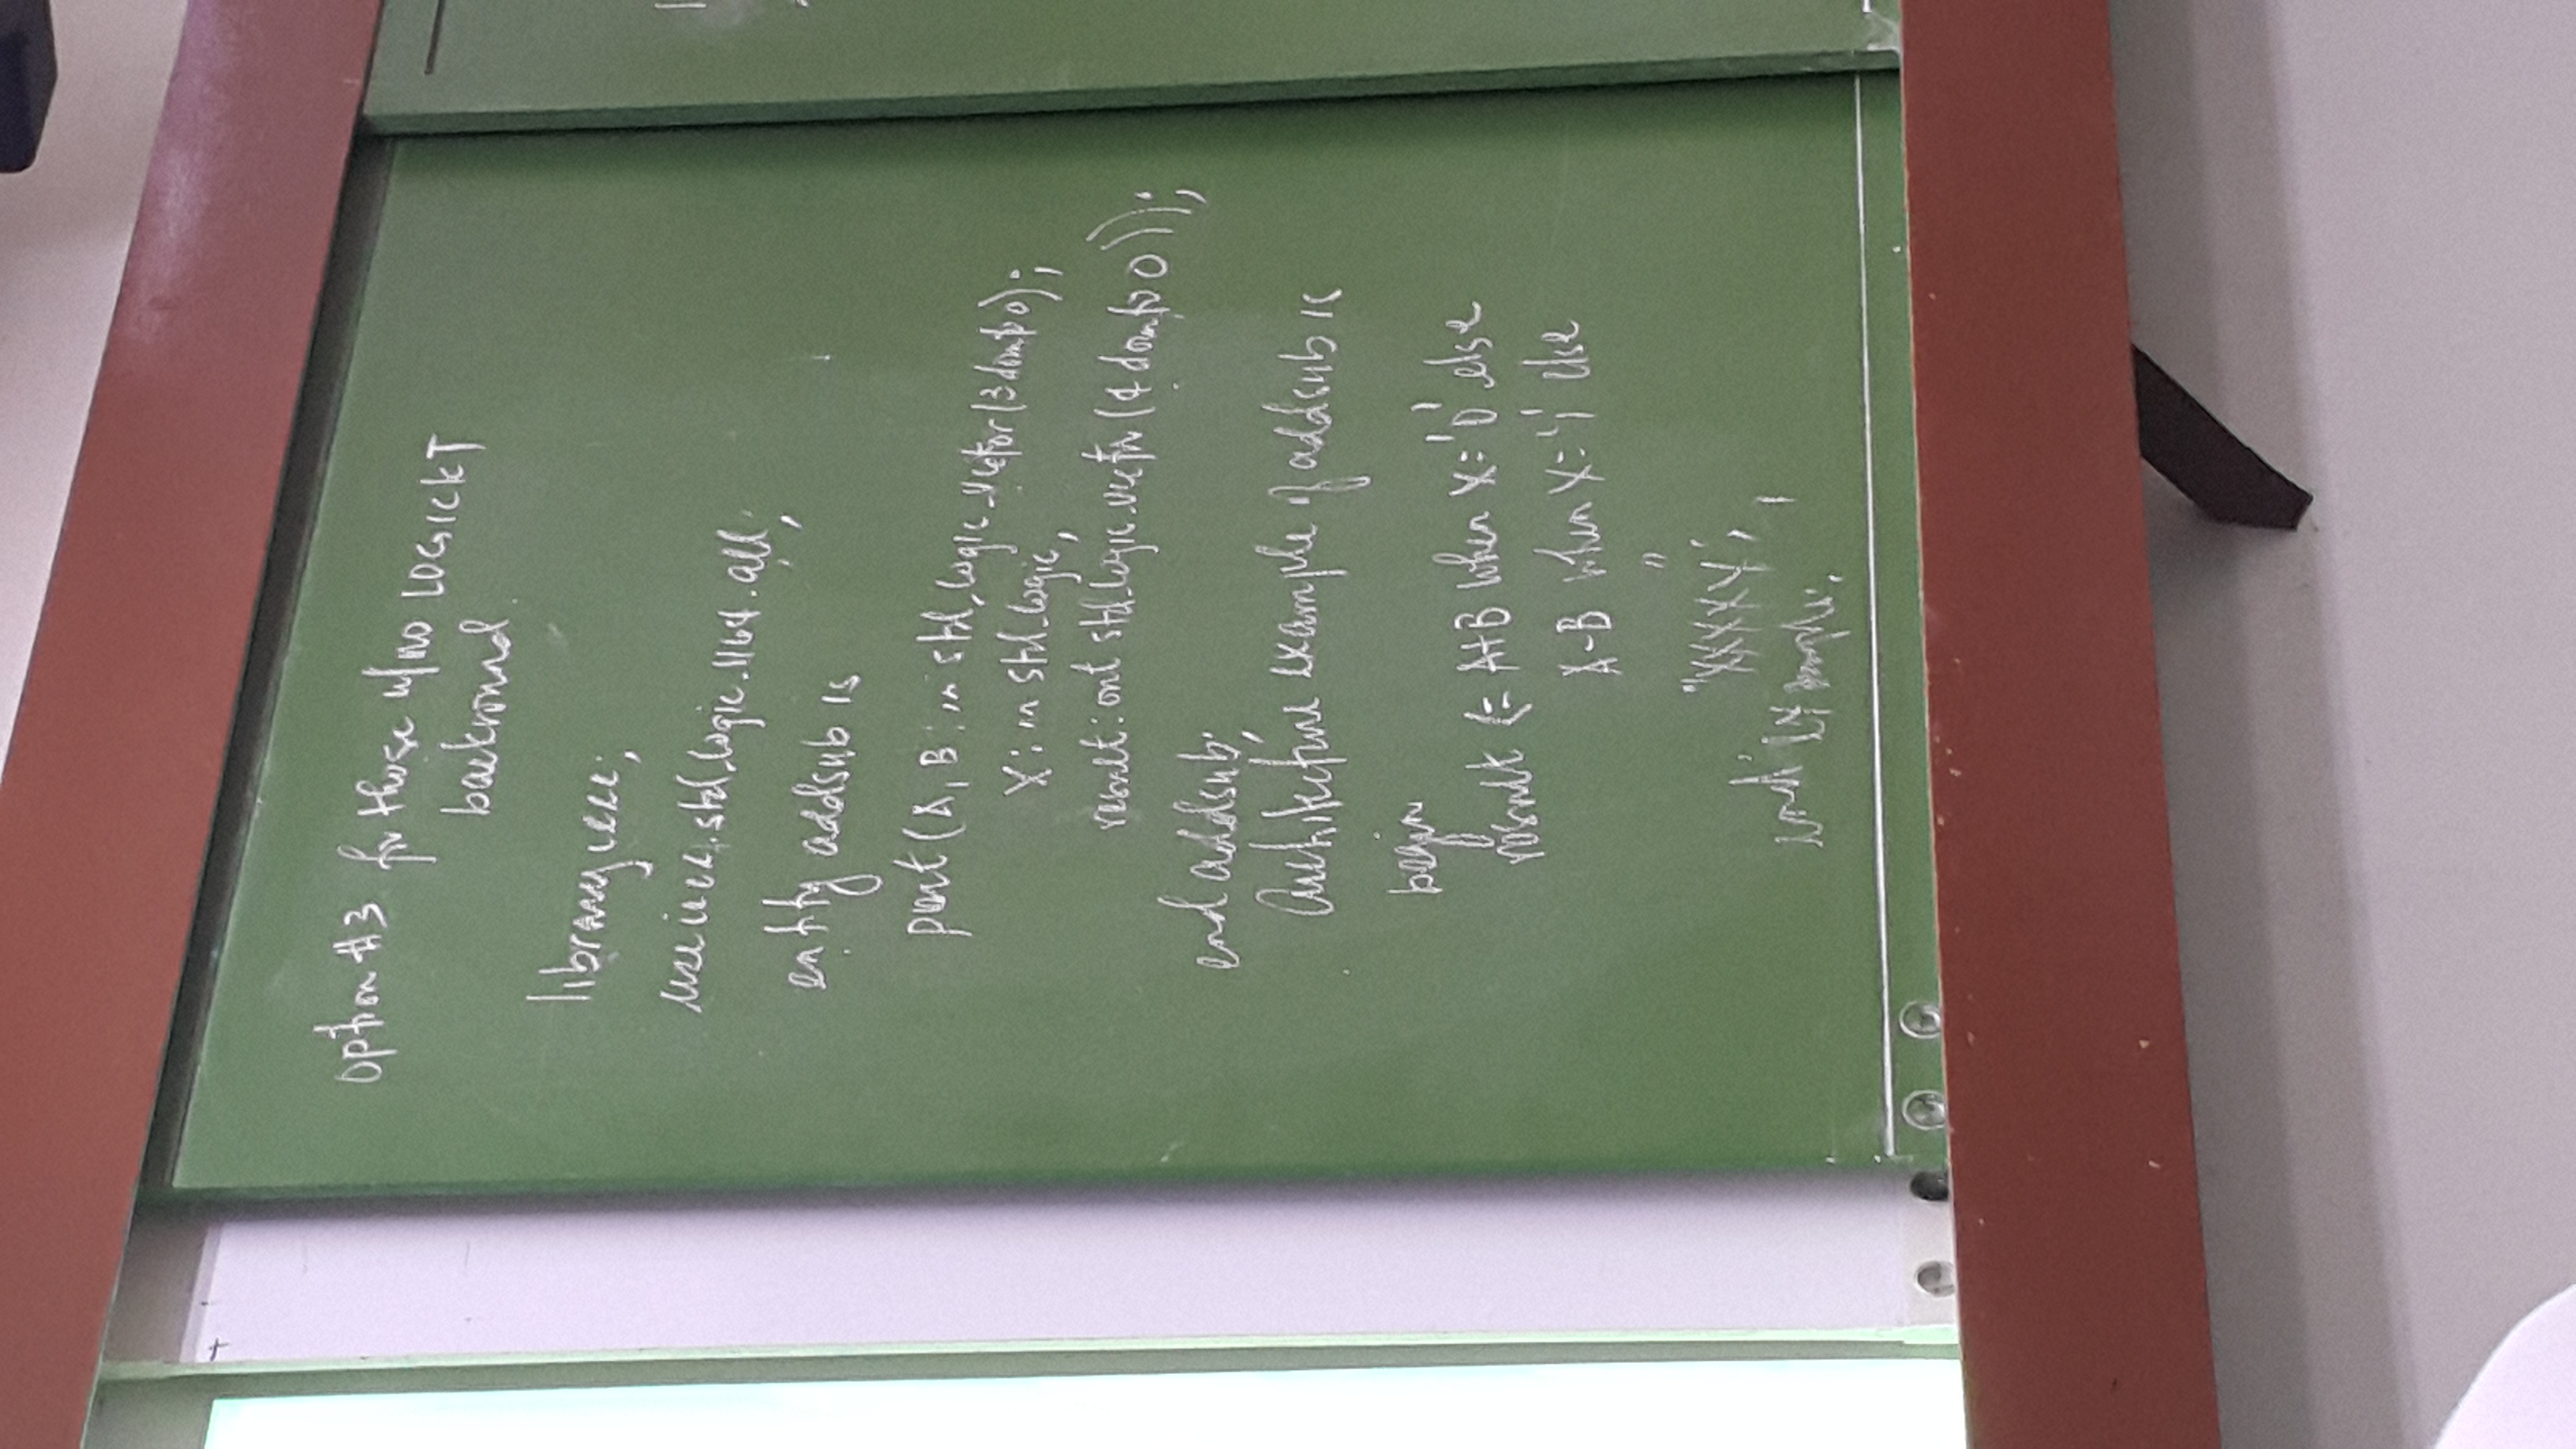 option #3 for those w/no LOGICKT
backround
library ieee;
use ieee.std_logic_1164.all;
entity addsub is
port (A, B : in std_logic_vector (3 downto 0);
X : in std_logic;
result : out std_logic_vector (4 downto 0));
end addsub;
Architecture example of addsub is
begin
result <= A+B when X = '0' else
A-B when X = '1' else
"XXXXX";
end example;